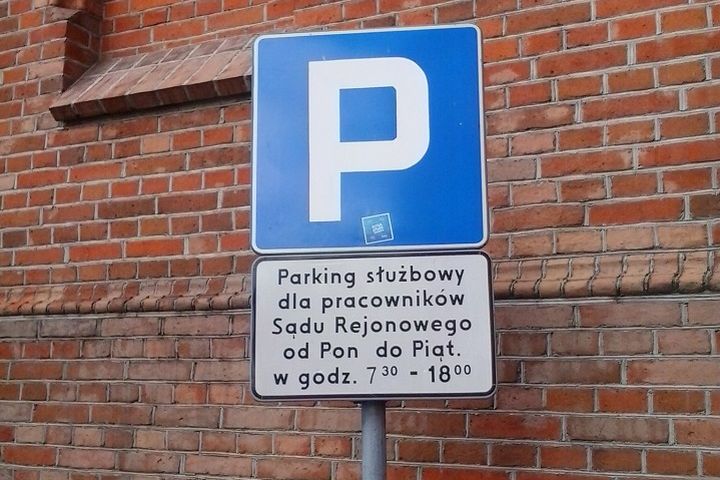 P
Parking służbowy
dla pracowników
Sądu Rejonowego
od Pon do Piąt.
w godz. 7³⁰ - 18⁰⁰